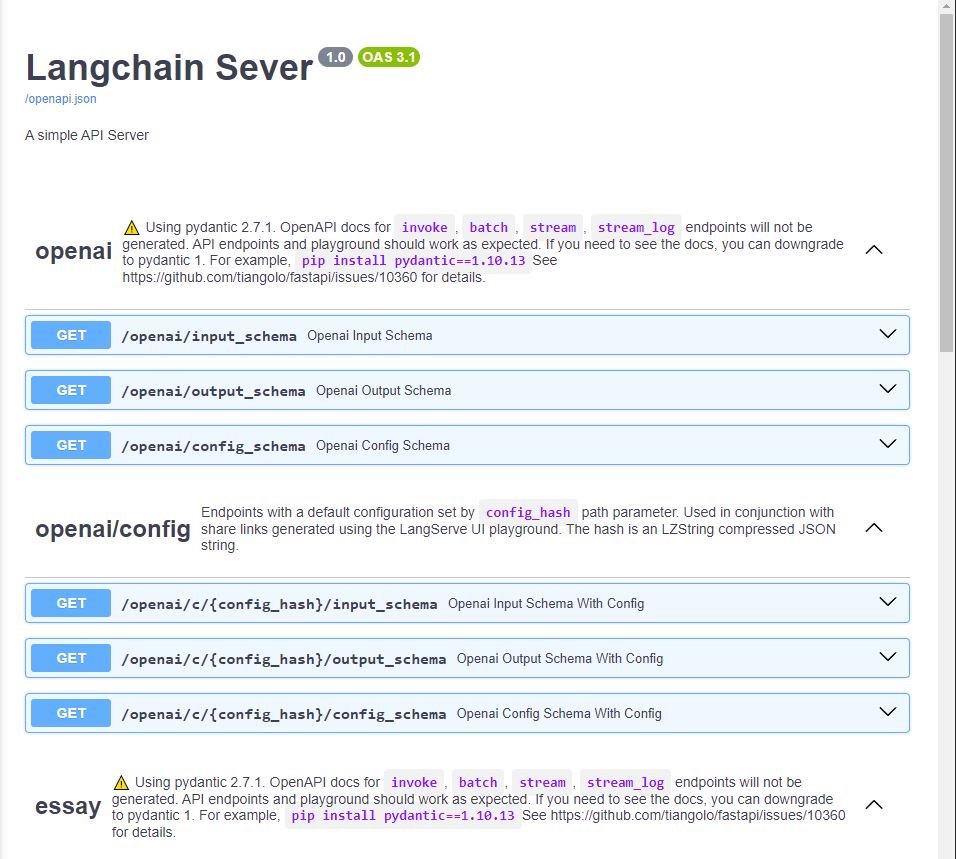 Langchain Sever 1.0 OAS 3.1
/openapi.json
A simple API Server
openai
⚠ Using pydantic 2.7.1. OpenAPI docs for invoke , batch , stream , stream_log endpoints will not be
generated. API endpoints and playground should work as expected. If you need to see the docs, you can downgrade
to pydantic 1. For example, pip install pydantic==1.10.13 See
https://github.com/tiangolo/fastapi/issues/10360 for details.
GET /openai/input_schema Openai Input Schema
GET /openai/output_schema Openai Output Schema
GET /openai/config_schema Openai Config Schema
openai/config
Endpoints with a default configuration set by config_hash path parameter. Used in conjunction with
share links generated using the LangServe UI playground. The hash is an LZString compressed JSON
string.
GET /openai/c/{config_hash}/input_schema Openai Input Schema With Config
GET /openai/c/{config_hash}/output_schema Openai Output Schema With Config
GET /openai/c/{config_hash}/config_schema Openai Config Schema With Config
essay
⚠ Using pydantic 2.7.1. OpenAPI docs for invoke , batch , stream , stream_log endpoints will not be
generated. API endpoints and playground should work as expected. If you need to see the docs, you can downgrade
to pydantic 1. For example, pip install pydantic==1.10.13 See https://github.com/tiangolo/fastapi/issues/10360
for details.